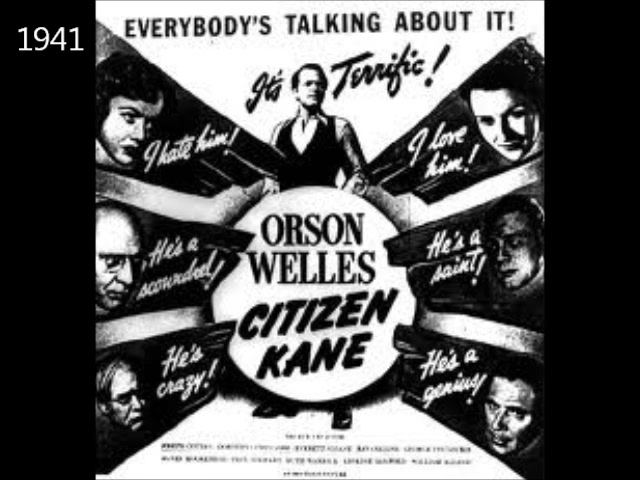 1941
EVERYBODY'S TALKING ABOUT IT!
It's Terrific!
I hate him!
I love
him!
He's a
scoundrel!
He's a
saint!
He's
crazy!
He's a
genius!
ORSON
WELLES
CITIZEN
KANE